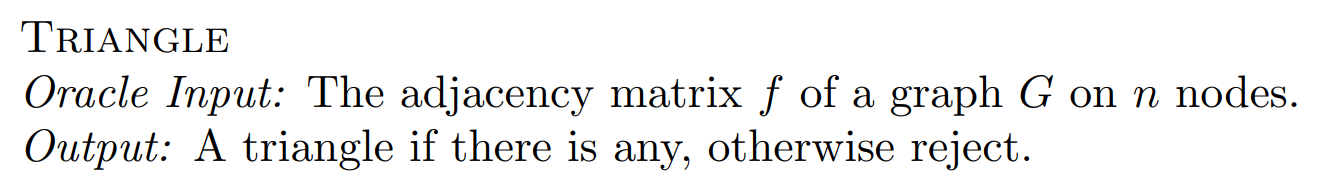 TRIANGLE
Oracle Input: The adjacency matrix f of a graph G on n nodes.
Output: A triangle if there is any, otherwise reject.